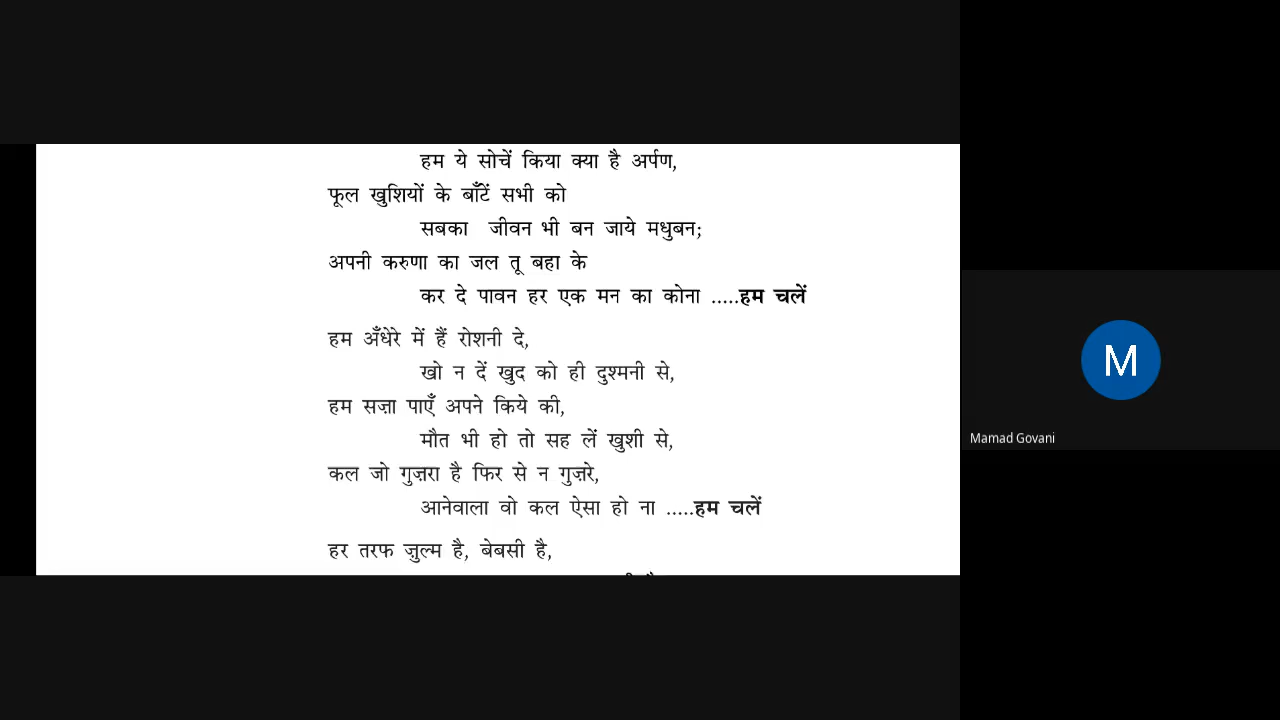 हम ये सोचें किया क्या है अर्पण,
फूल खुशियों के बाँटें सभी को
सबका जीवन भी बन जाये मधुबन;
अपनी करुणा का जल तू बहा के
कर दे पावन हर एक मन का कोना .....हम चलें
हम अँधेरे में हैं रोशनी दे,
खो न दें खुद को ही दुश्मनी से,
हम सज़ा पाएँ अपने किये की,
मौत भी हो तो सह लें खुशी से,
कल जो गुज़रा है फिर से न गुज़रे,
आनेवाला वो कल ऐसा हो ना .....हम चलें
हर तरफ ज़ुल्म है, बेबसी है,
M
Mamad Govani